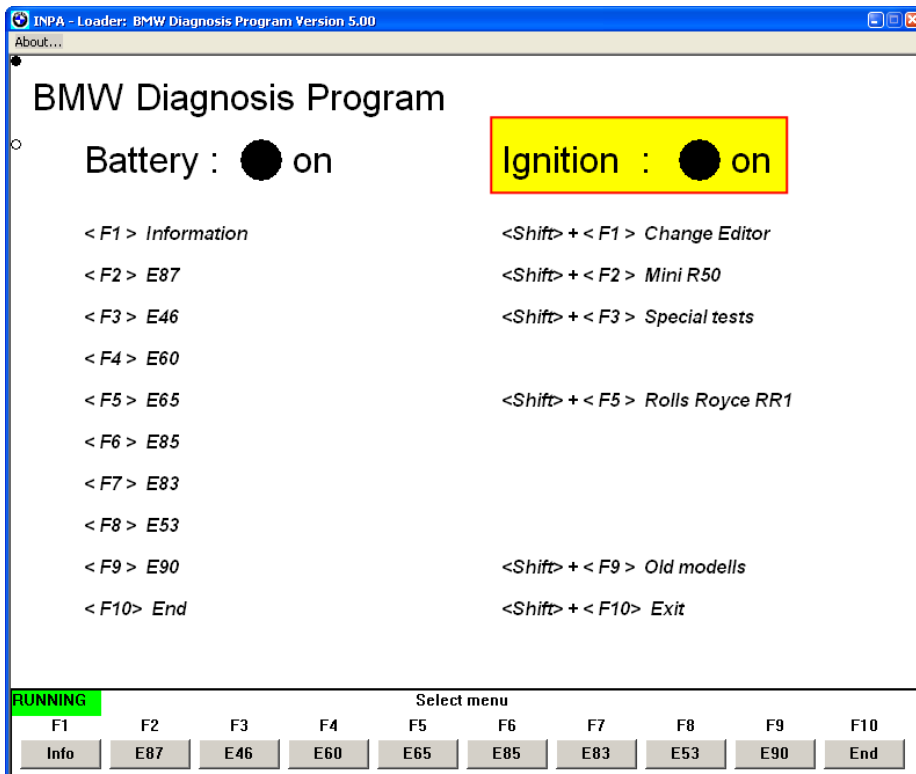 INPA - Loader: BMW Diagnosis Program Version 5.00
About...
BMW Diagnosis Program
Battery : on Ignition : on
< F1 > Information <Shift> + < F1 > Change Editor
< F2 > E87 <Shift> + < F2 > Mini R50
< F3 > E46 <Shift> + < F3 > Special tests
< F4 > E60
< F5 > E65 <Shift> + < F5 > Rolls Royce RR1
< F6 > E85
< F7 > E83
< F8 > E53
< F9 > E90 <Shift> + < F9 > Old modells
< F10> End <Shift> + < F10> Exit
RUNNING Select menu
F1 F2 F3 F4 F5 F6 F7 F8 F9 F10
Info E87 E46 E60 E65 E85 E83 E53 E90 End